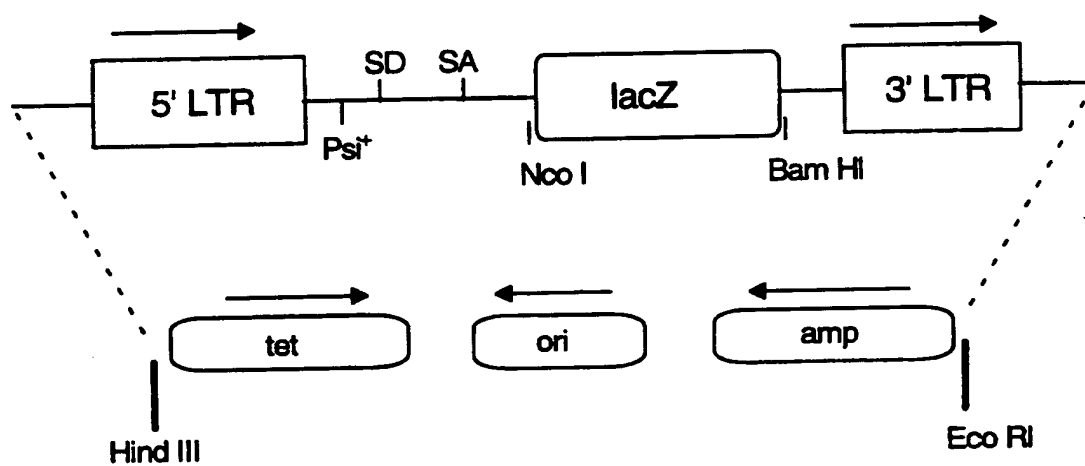 SD SA
5' LTR lacZ 3' LTR
Psi+
Nco I Bam HI
tet ori amp
Hind III Eco RI